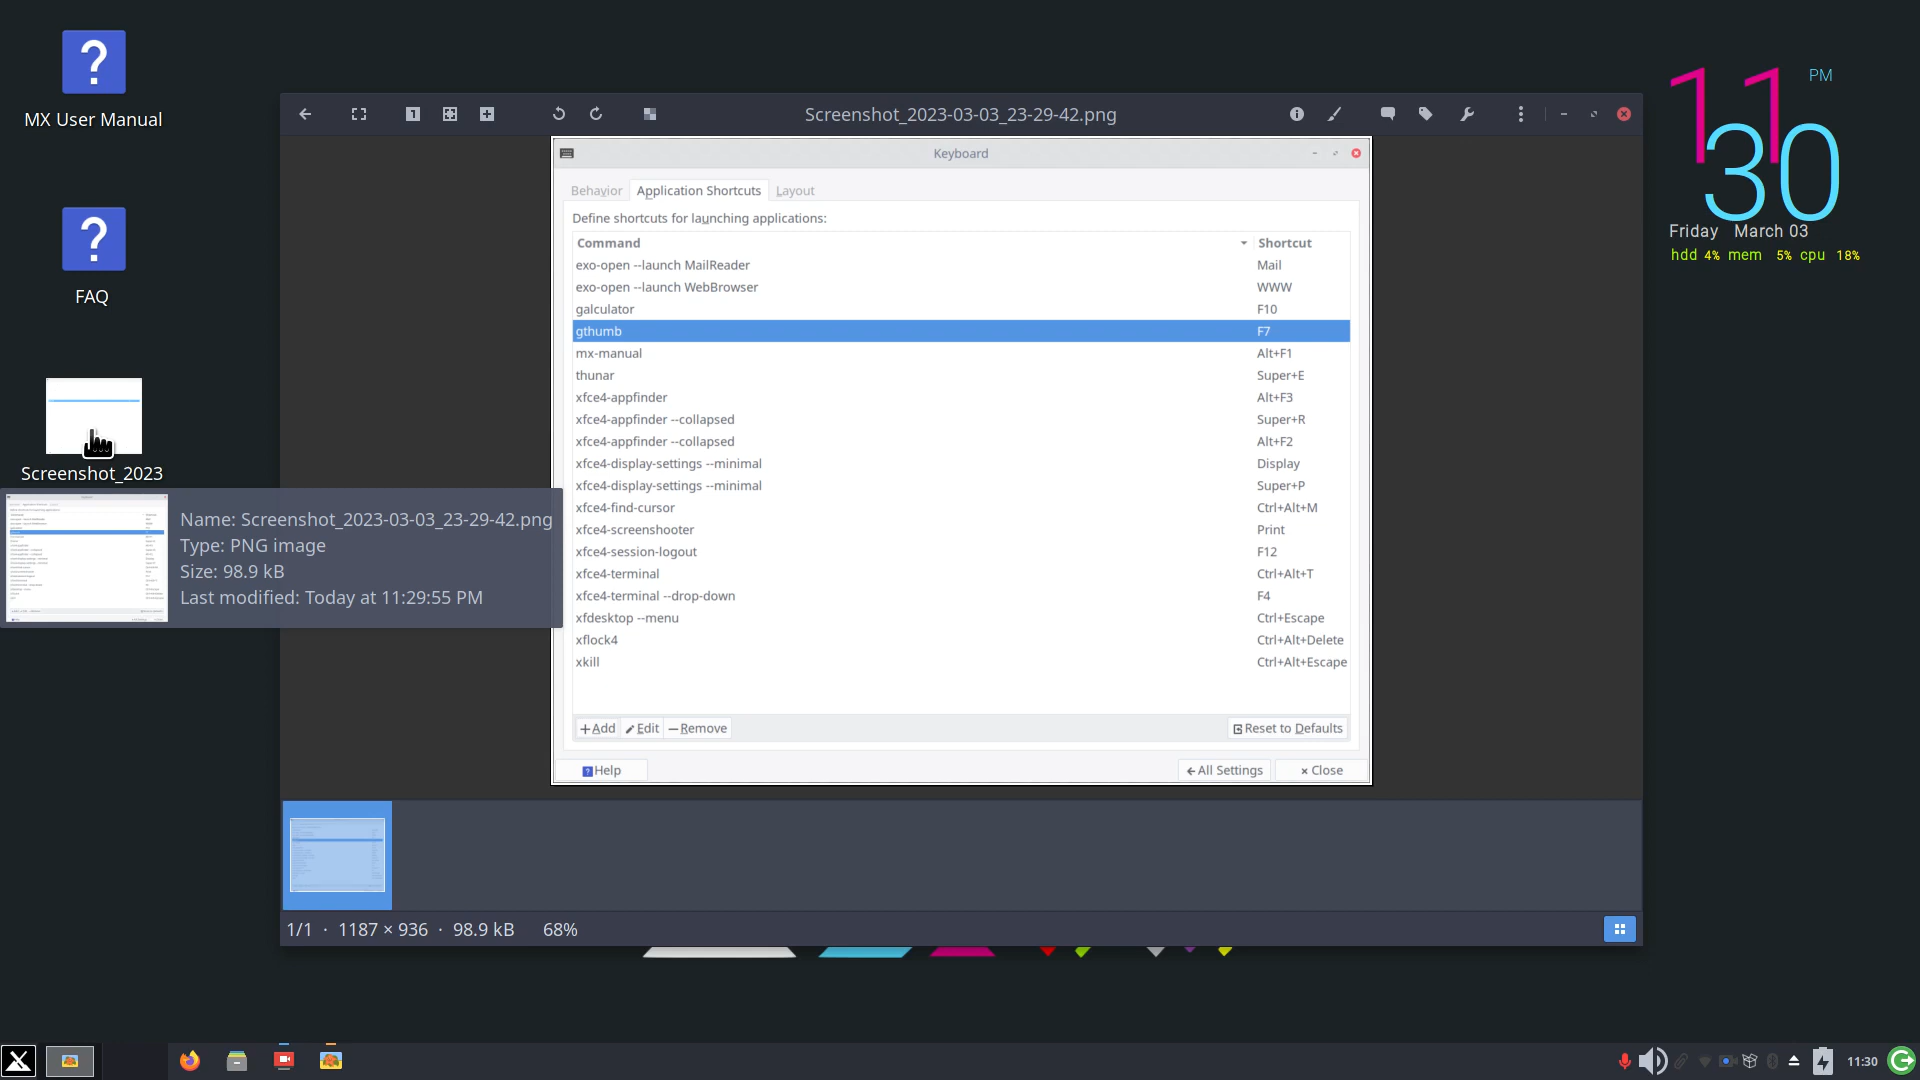 MX User Manual
FAQ
Screenshot_2023
Name: Screenshot_2023-03-03_23-29-42.png
Type: PNG image
Size: 98.9 kB
Last modified: Today at 11:29:55 PM
Screenshot_2023-03-03_23-29-42.png
Keyboard
Behavior Application Shortcuts Layout
Define shortcuts for launching applications:
Command Shortcut
exo-open --launch MailReader Mail
exo-open --launch WebBrowser WWW
galculator F10
gthumb F7
mx-manual Alt+F1
thunar Super+E
xfce4-appfinder Alt+F3
xfce4-appfinder --collapsed Super+R
xfce4-appfinder --collapsed Alt+F2
xfce4-display-settings --minimal Display
xfce4-display-settings --minimal Super+P
xfce4-find-cursor Ctrl+Alt+M
xfce4-screenshooter Print
xfce4-session-logout F12
xfce4-terminal Ctrl+Alt+T
xfce4-terminal --drop-down F4
xfdesktop --menu Ctrl+Escape
xflock4 Ctrl+Alt+Delete
xkill Ctrl+Alt+Escape
Add Edit Remove Reset to Defaults
Help All Settings Close
1/1 · 1187 × 936 · 98.9 kB 68%
11 PM
30
Friday March 03
hdd 4% mem 5% cpu 18%
11:30